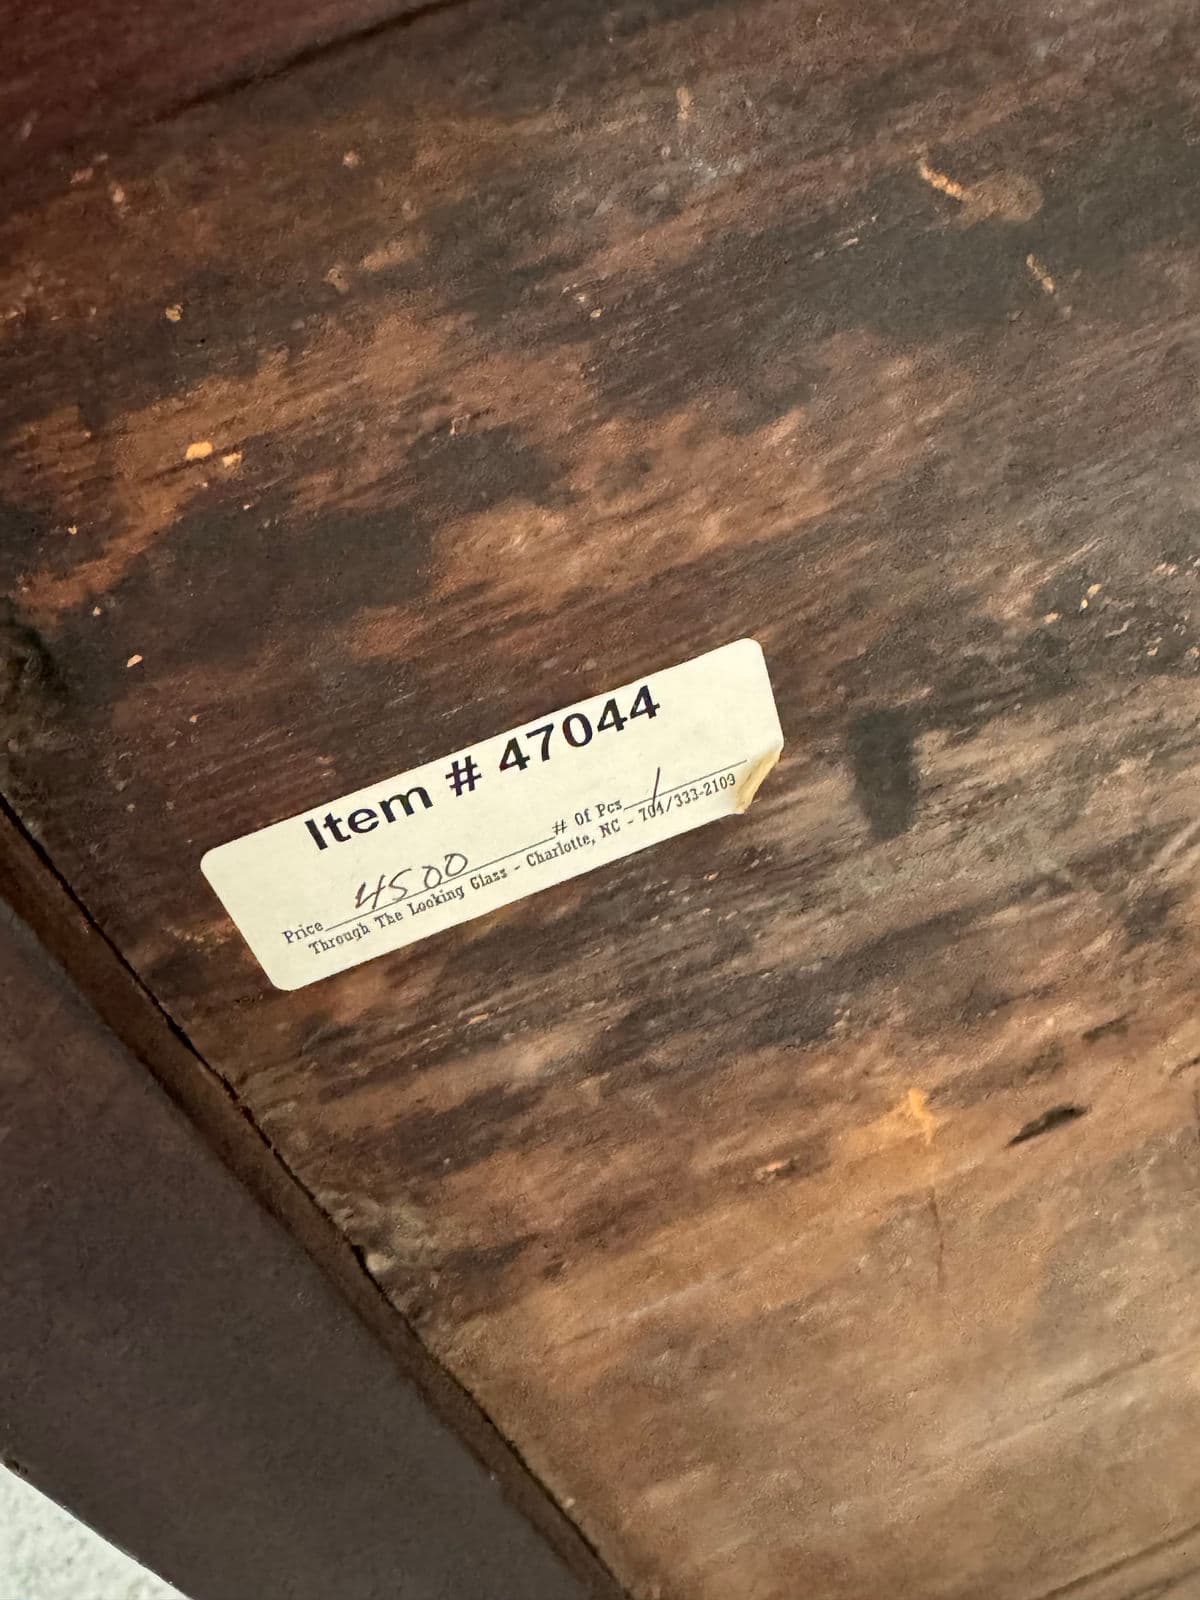 Item # 47044
Price 4500 # Of Pcs 1
Through The Looking Glass - Charlotte, NC - 704/333-2109